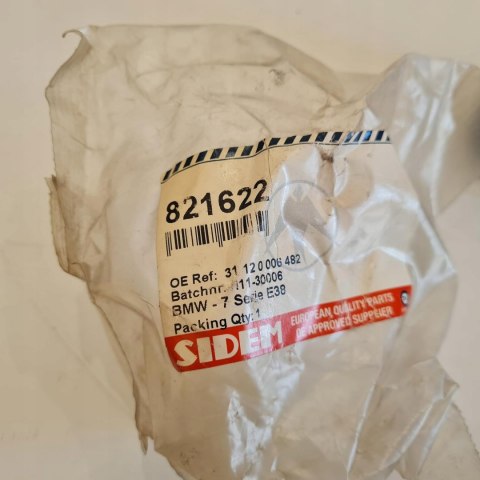 821622
OE Ref: 31 12 0 006 482
Batchnr. 111-30006
BMW - 7 Serie E38
Packing Qty: 1
SIDEM EUROPEAN QUALITY PARTS
OE APPROVED SUPPLIER